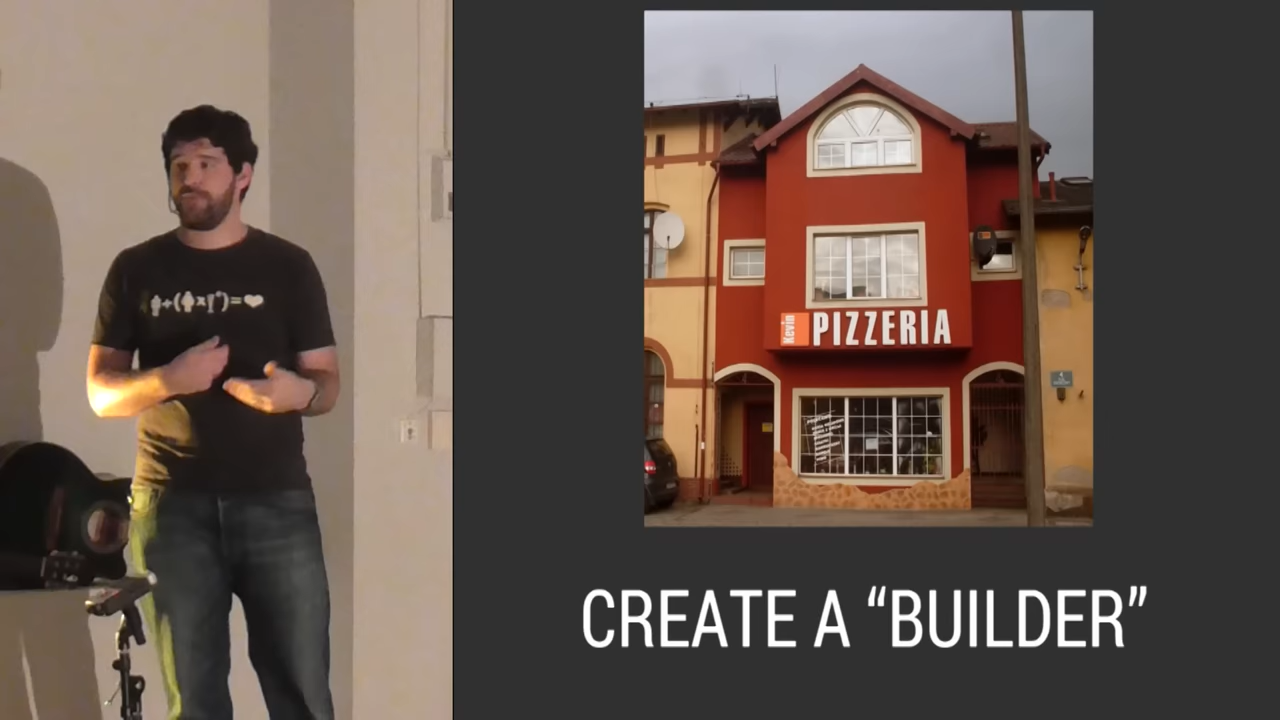 +( x )=
Kevin
PIZZERIA
CREATE A “BUILDER”